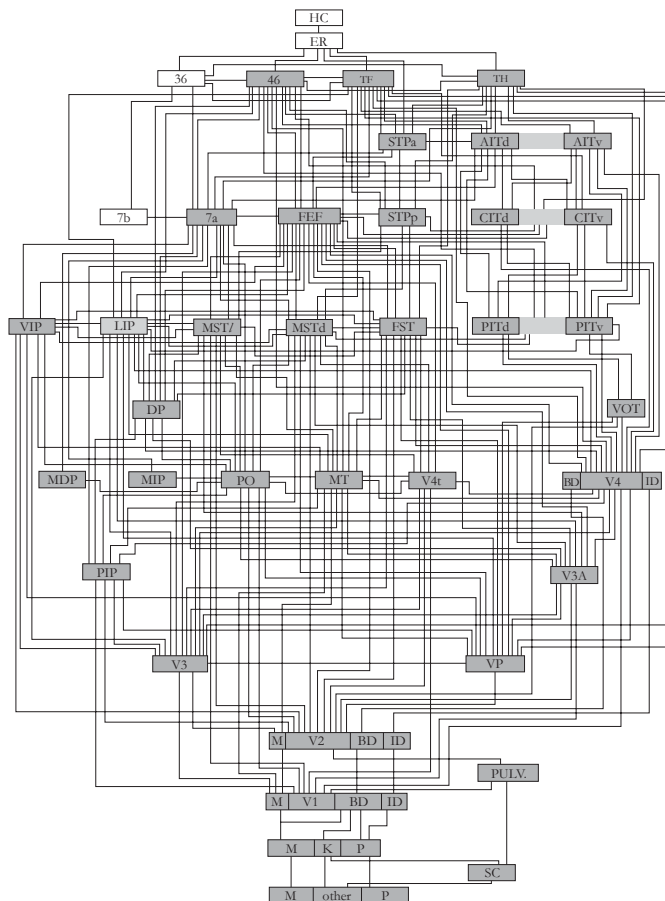 HC
ER
36 46 TF TH
STPa AITd AITv
7b 7a FEF STPp CITd CITv
VIP LIP MSTl MSTd FST PITd PITv
DP VOT
MDP MIP PO MT V4t BD V4 ID
PIP V3A
V3 VP
M V2 BD ID
PULV.
M V1 BD ID
M K P
SC
M other P